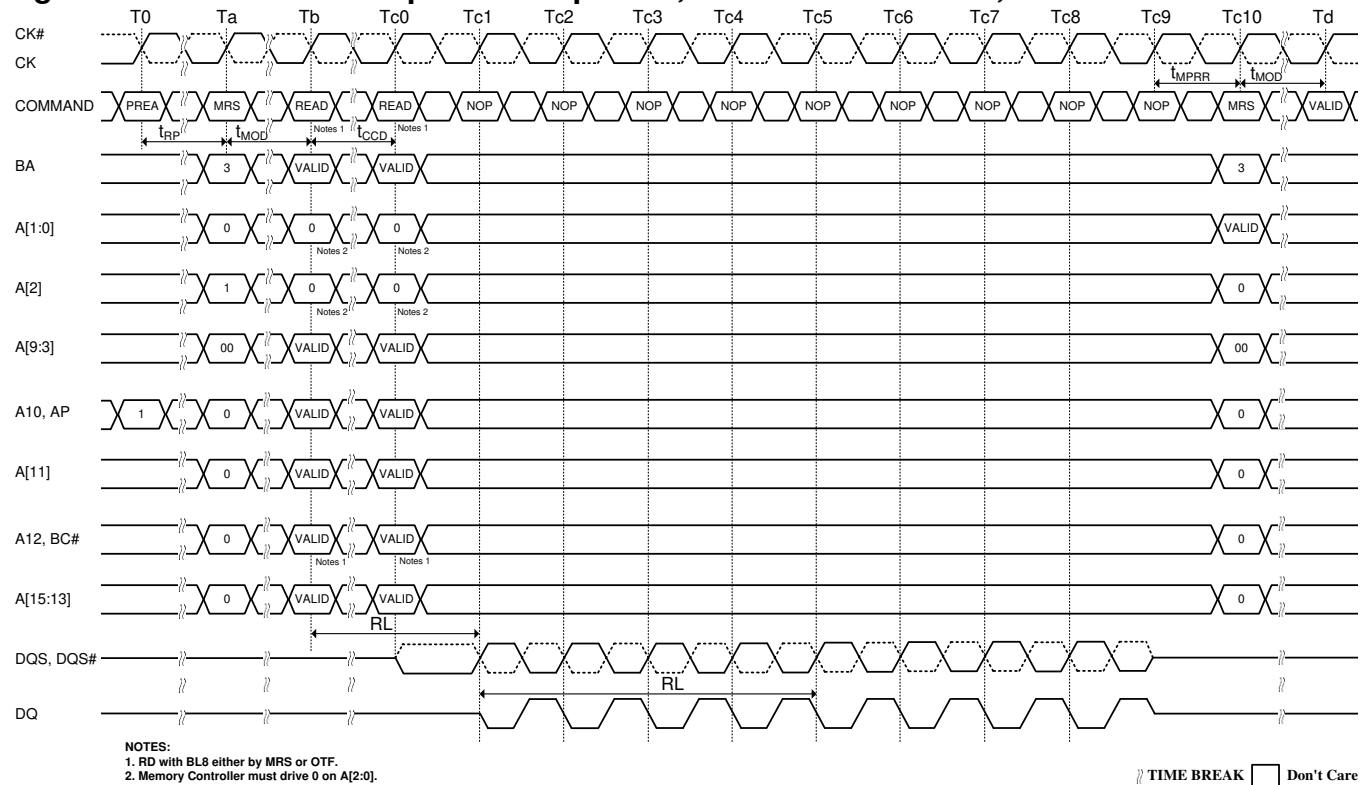 T0 Ta Tb Tc0 Tc1 Tc2 Tc3 Tc4 Tc5 Tc6 Tc7 Tc8 Tc9 Tc10 Td
CK#
CK
tMPRR tMOD
COMMAND PREA MRS READ READ NOP NOP NOP NOP NOP NOP NOP NOP NOP MRS VALID
Notes 1 Notes 1
tRP tMOD tCCD
BA 3 VALID VALID 3
A[1:0] 0 0 0 VALID
Notes 2 Notes 2
A[2] 1 0 0 0
Notes 2 Notes 2
A[9:3] 00 VALID VALID 00
A10, AP 1 0 VALID VALID 0
A[11] 0 VALID VALID 0
A12, BC# 0 VALID VALID 0
Notes 1 Notes 1
A[15:13] 0 VALID VALID 0
RL
DQS, DQS#
RL
DQ
NOTES:
1. RD with BL8 either by MRS or OTF.
2. Memory Controller must drive 0 on A[2:0].
TIME BREAK Don't Care